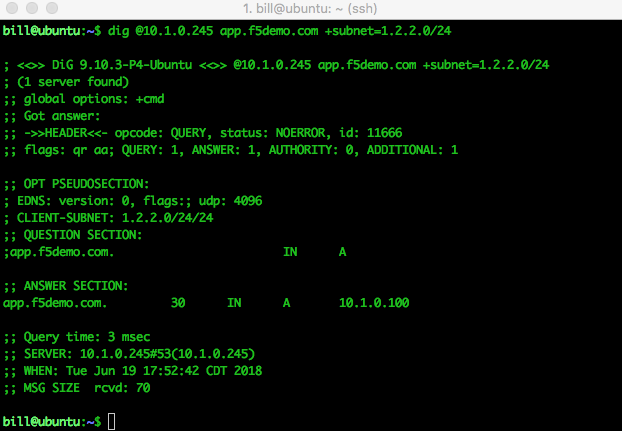 1. bill@ubuntu: ~ (ssh)
bill@ubuntu:~$ dig @10.1.0.245 app.f5demo.com +subnet=1.2.2.0/24
; <<>> DiG 9.10.3-P4-Ubuntu <<>> @10.1.0.245 app.f5demo.com +subnet=1.2.2.0/24
; (1 server found)
;; global options: +cmd
;; Got answer:
;; ->>HEADER<<- opcode: QUERY, status: NOERROR, id: 11666
;; flags: qr aa; QUERY: 1, ANSWER: 1, AUTHORITY: 0, ADDITIONAL: 1
;; OPT PSEUDOSECTION:
; EDNS: version: 0, flags:; udp: 4096
; CLIENT-SUBNET: 1.2.2.0/24/24
;; QUESTION SECTION:
;app.f5demo.com. IN A
;; ANSWER SECTION:
app.f5demo.com. 30 IN A 10.1.0.100
;; Query time: 3 msec
;; SERVER: 10.1.0.245#53(10.1.0.245)
;; WHEN: Tue Jun 19 17:52:42 CDT 2018
;; MSG SIZE rcvd: 70
bill@ubuntu:~$